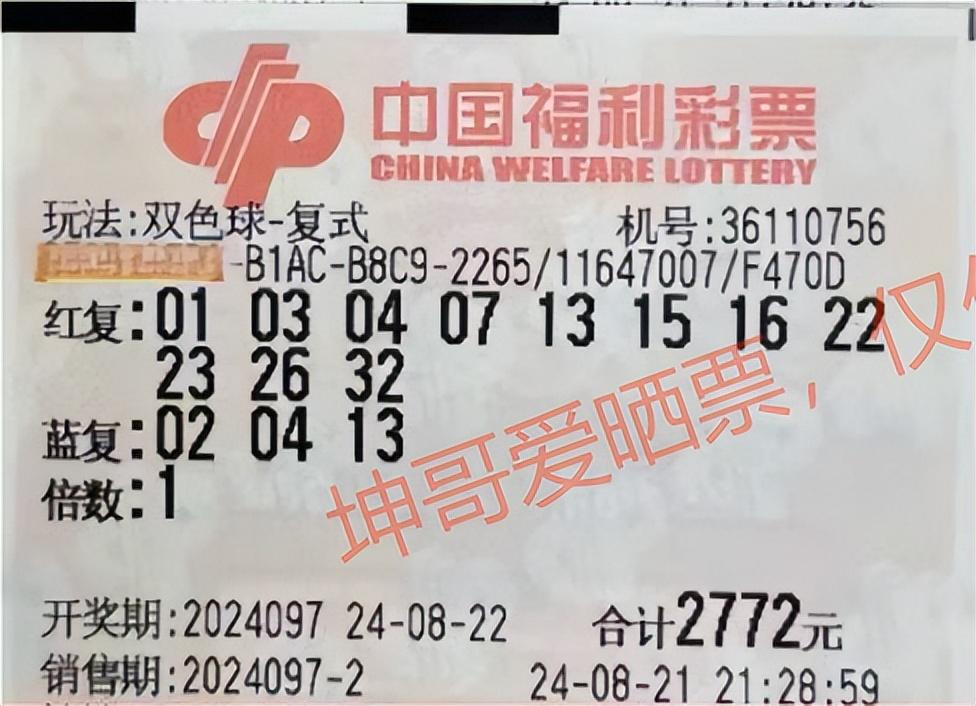 中国福利彩票
CHINA WELFARE LOTTERY
玩法:双色球-复式 机号:36110756
-B1AC-B8C9-2265/11647007/F470D
红复:01 03 04 07 13 15 16 22
23 26 32
蓝复:02 04 13
倍数:1
坤哥爱晒票,仅
开奖期:2024097 24-08-22 合计2772元
销售期:2024097-2 24-08-21 21:28:59